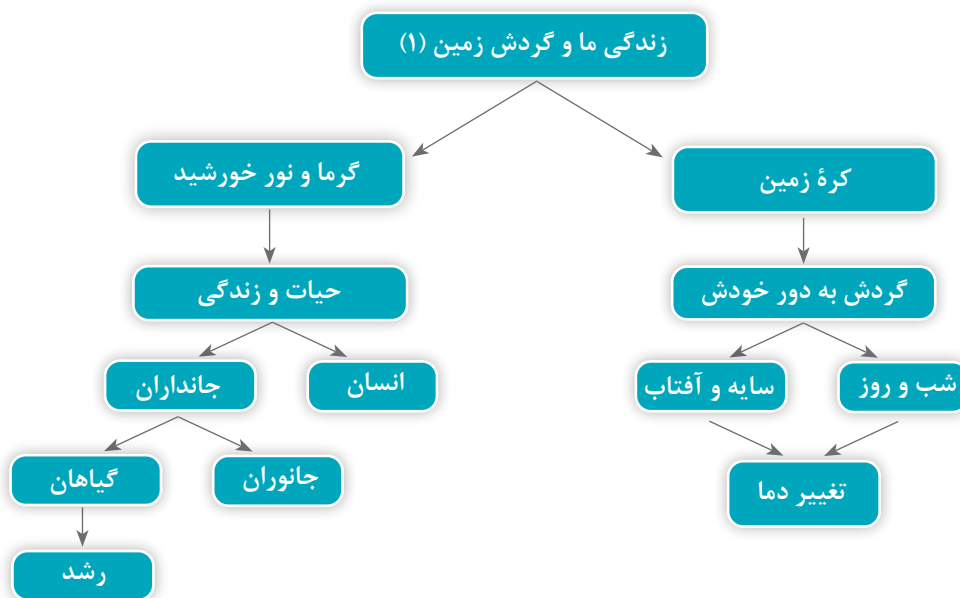 زندگی ما و گردش زمین (۱)
کرۀ زمین
گرما و نور خورشید
گردش به دور خودش
حیات و زندگی
شب و روز
سایه و آفتاب
انسان
جانداران
تغییر دما
جانوران
گیاهان
رشد